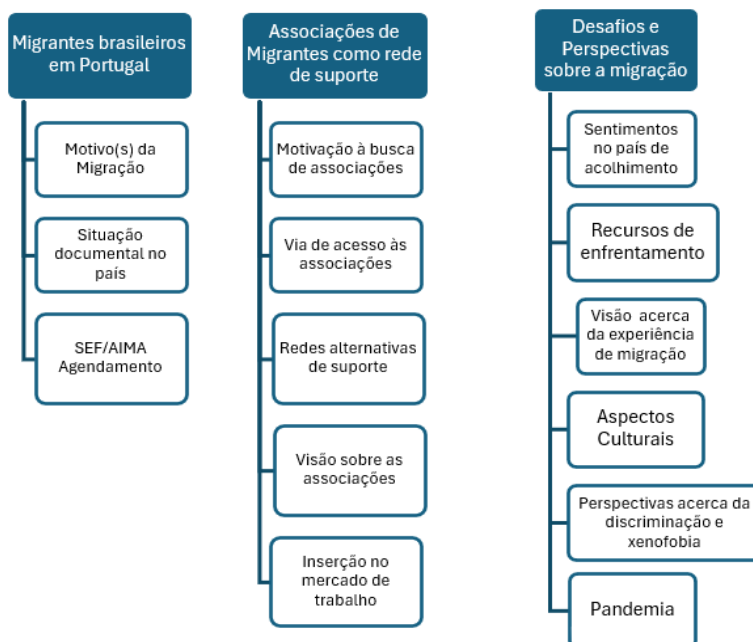 Migrantes brasileiros
em Portugal
Motivo(s) da
Migração
Situação
documental no
país
SEF/AIMA
Agendamento
Associações de
Migrantes como rede
de suporte
Motivação à busca
de associações
Via de acesso às
associações
Redes alternativas
de suporte
Visão sobre as
associações
Inserção no
mercado de
trabalho
Desafios e
Perspectivas
sobre a migração
Sentimentos
no país de
acolhimento
Recursos de
enfrentamento
Visão acerca
da experiência
de migração
Aspectos
Culturais
Perspectivas acerca da
discriminação e
xenofobia
Pandemia